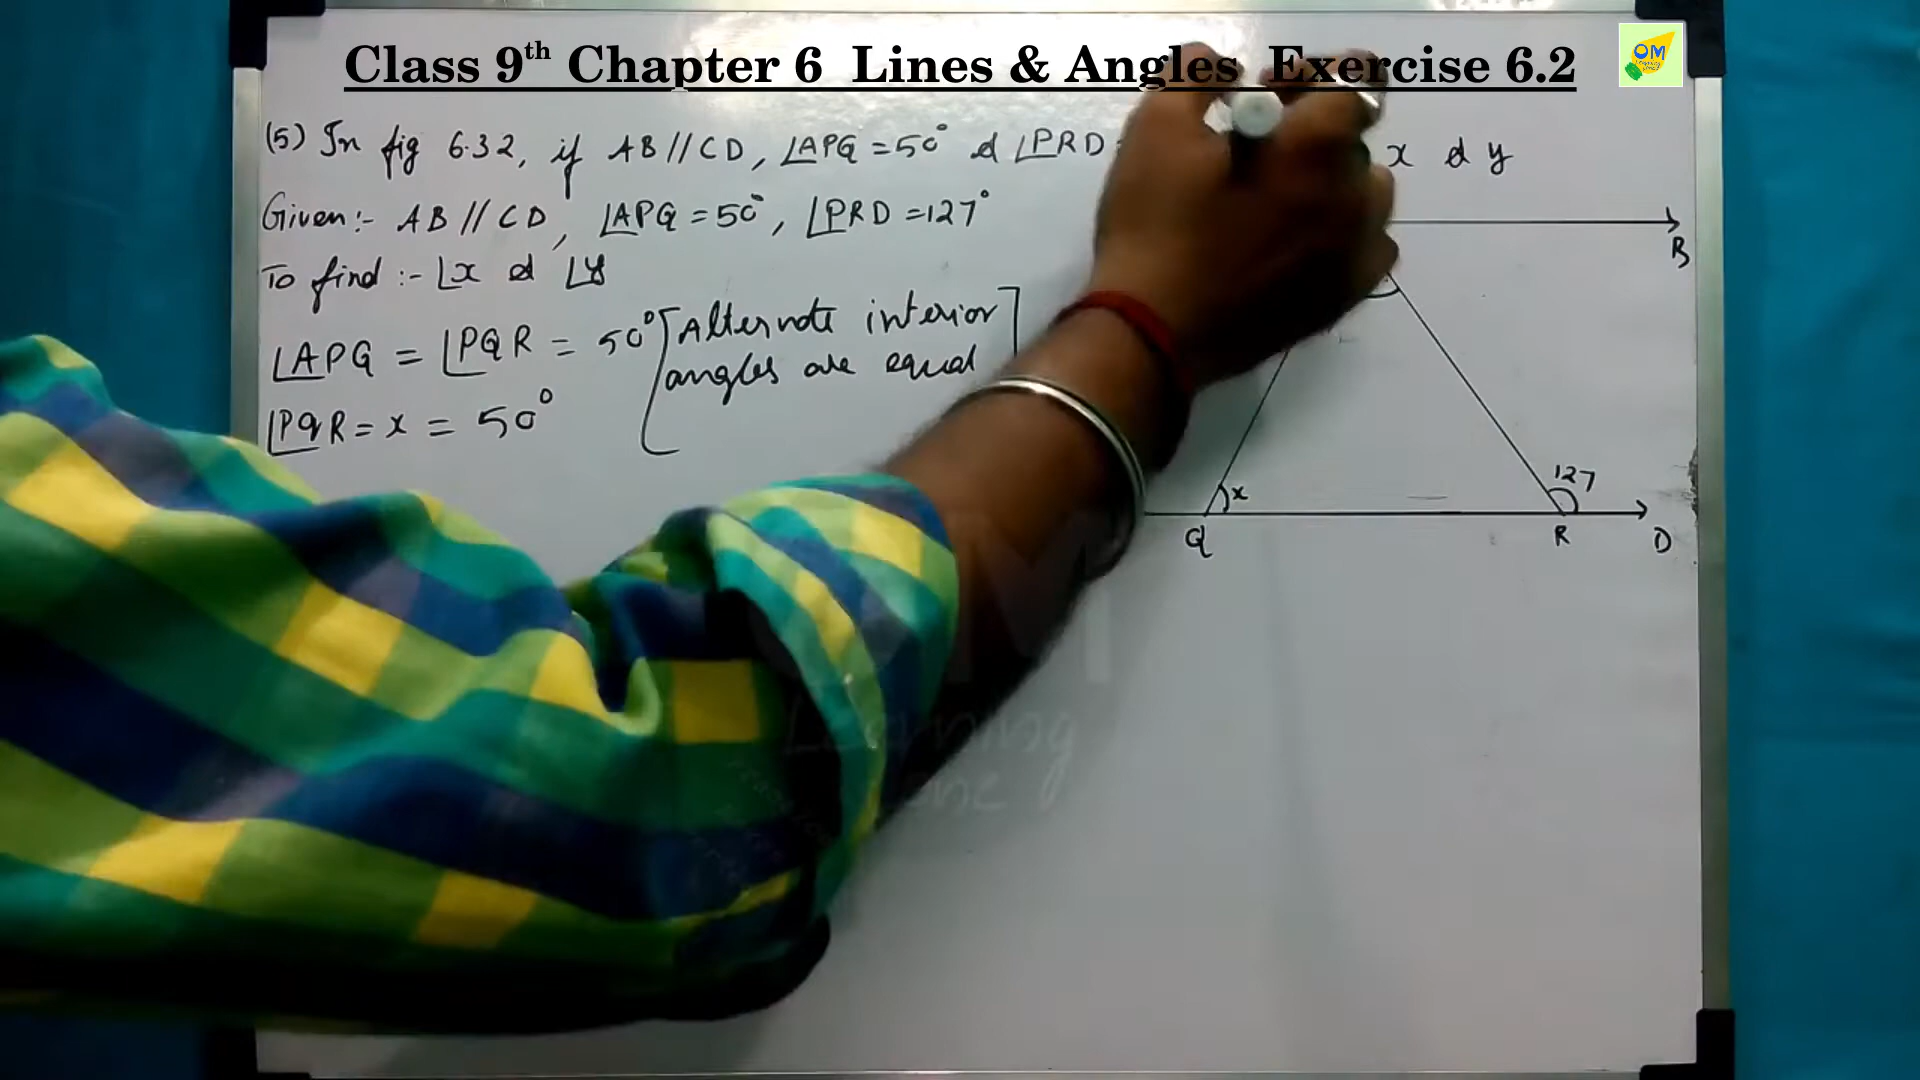 Class 9th Chapter 6 Lines & Angles Exercise 6.2
OM
(5) In fig 6.32, if AB//CD, ∠APQ = 50° & ∠PRD x & y
Given:- AB//CD, ∠APQ = 50°, ∠PRD = 127°
To find :- ∠x & ∠y
∠APQ = ∠PQR = 50° [Alternate interior
angles are equal]
∠PQR = x = 50°
B
127
x
Q R D
Learning